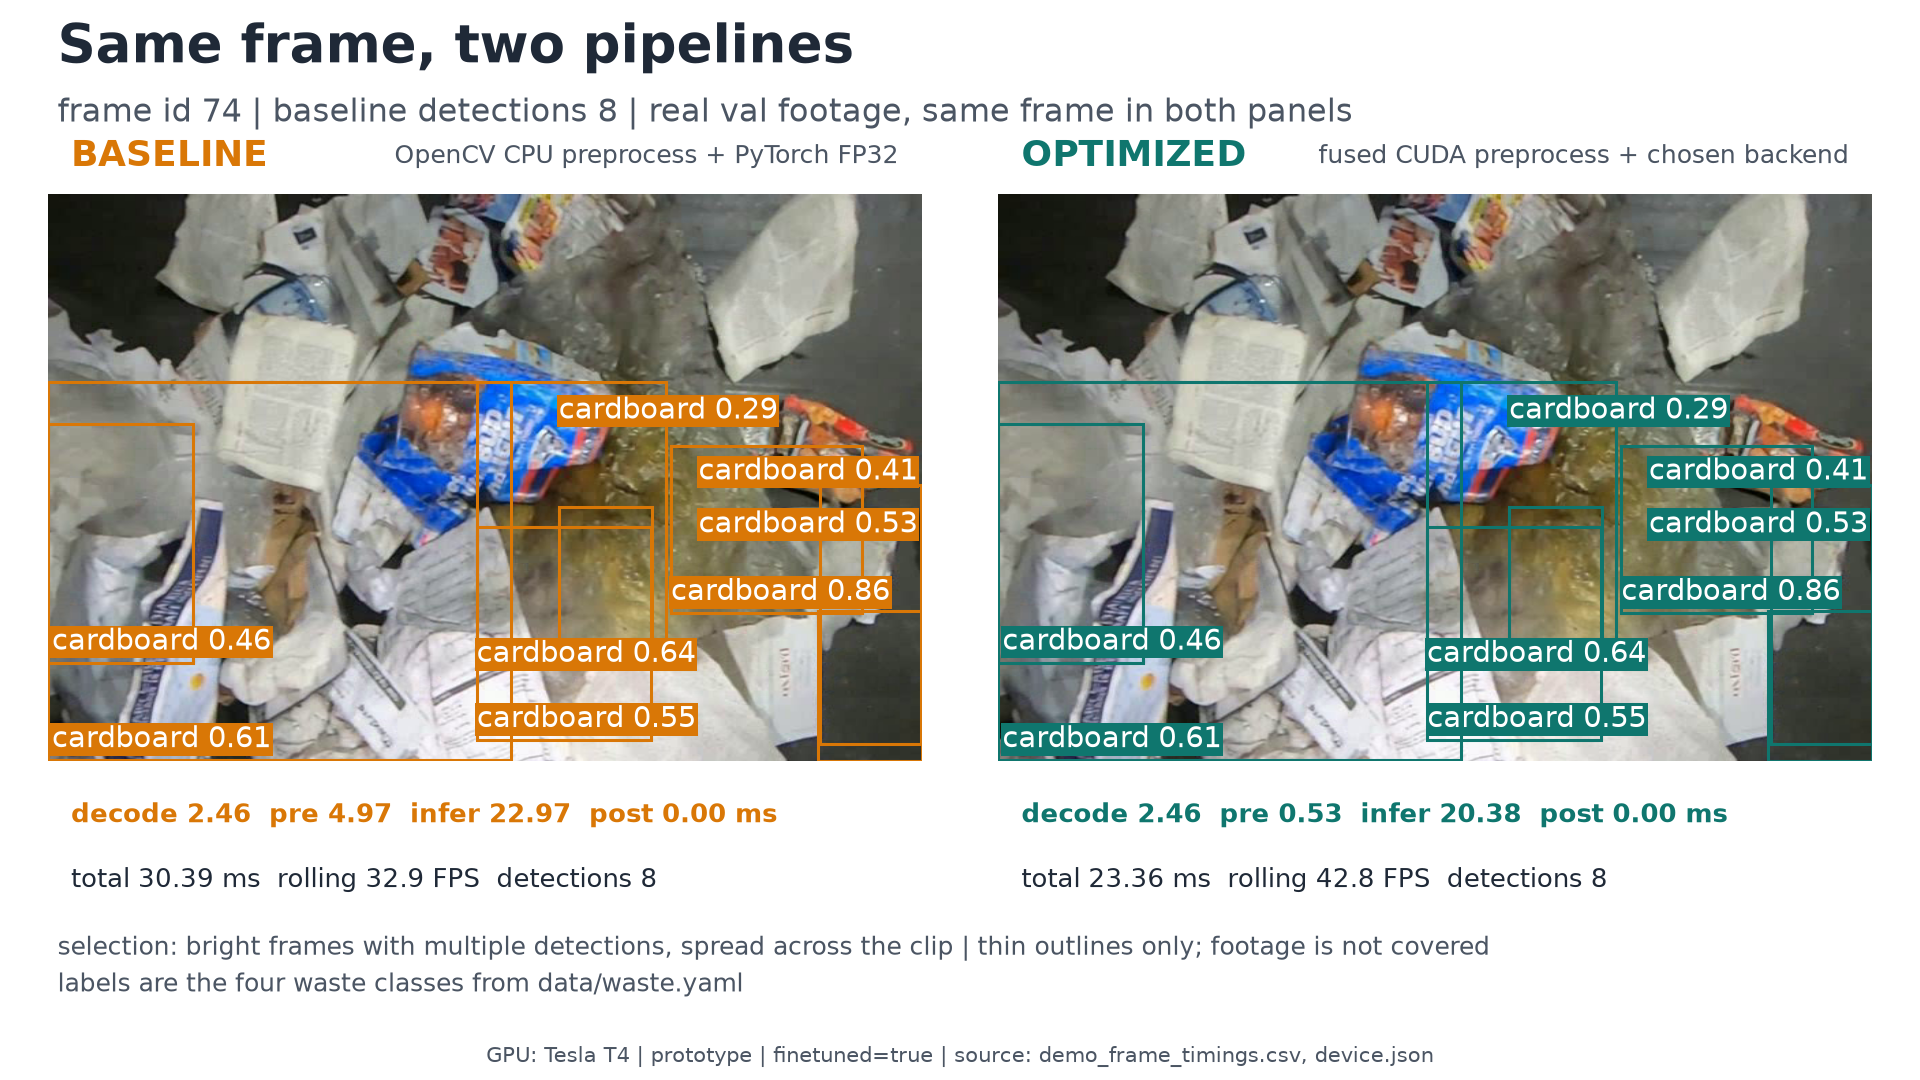 Same frame, two pipelines
frame id 74 | baseline detections 8 | real val footage, same frame in both panels
BASELINE OpenCV CPU preprocess + PyTorch FP32
OPTIMIZED fused CUDA preprocess + chosen backend
cardboard 0.29
cardboard 0.41
cardboard 0.53
cardboard 0.86
cardboard 0.46
cardboard 0.64
cardboard 0.55
cardboard 0.61
cardboard 0.29
cardboard 0.41
cardboard 0.53
cardboard 0.86
cardboard 0.46
cardboard 0.64
cardboard 0.55
cardboard 0.61
decode 2.46 pre 4.97 infer 22.97 post 0.00 ms
total 30.39 ms rolling 32.9 FPS detections 8
decode 2.46 pre 0.53 infer 20.38 post 0.00 ms
total 23.36 ms rolling 42.8 FPS detections 8
selection: bright frames with multiple detections, spread across the clip | thin outlines only; footage is not covered
labels are the four waste classes from data/waste.yaml
GPU: Tesla T4 | prototype | finetuned=true | source: demo_frame_timings.csv, device.json